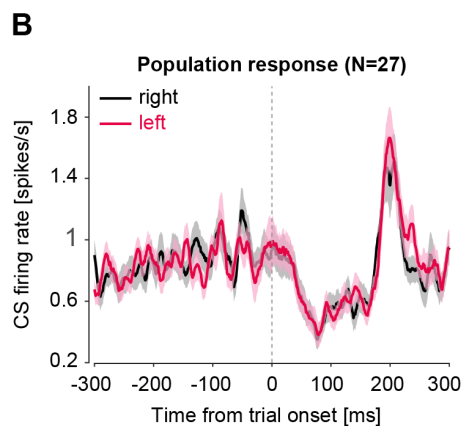 B
Population response (N=27)
right
left
CS firing rate [spikes/s]
1.8
1.4
1
0.6
0.2
-300 -200 -100 0 100 200 300
Time from trial onset [ms]